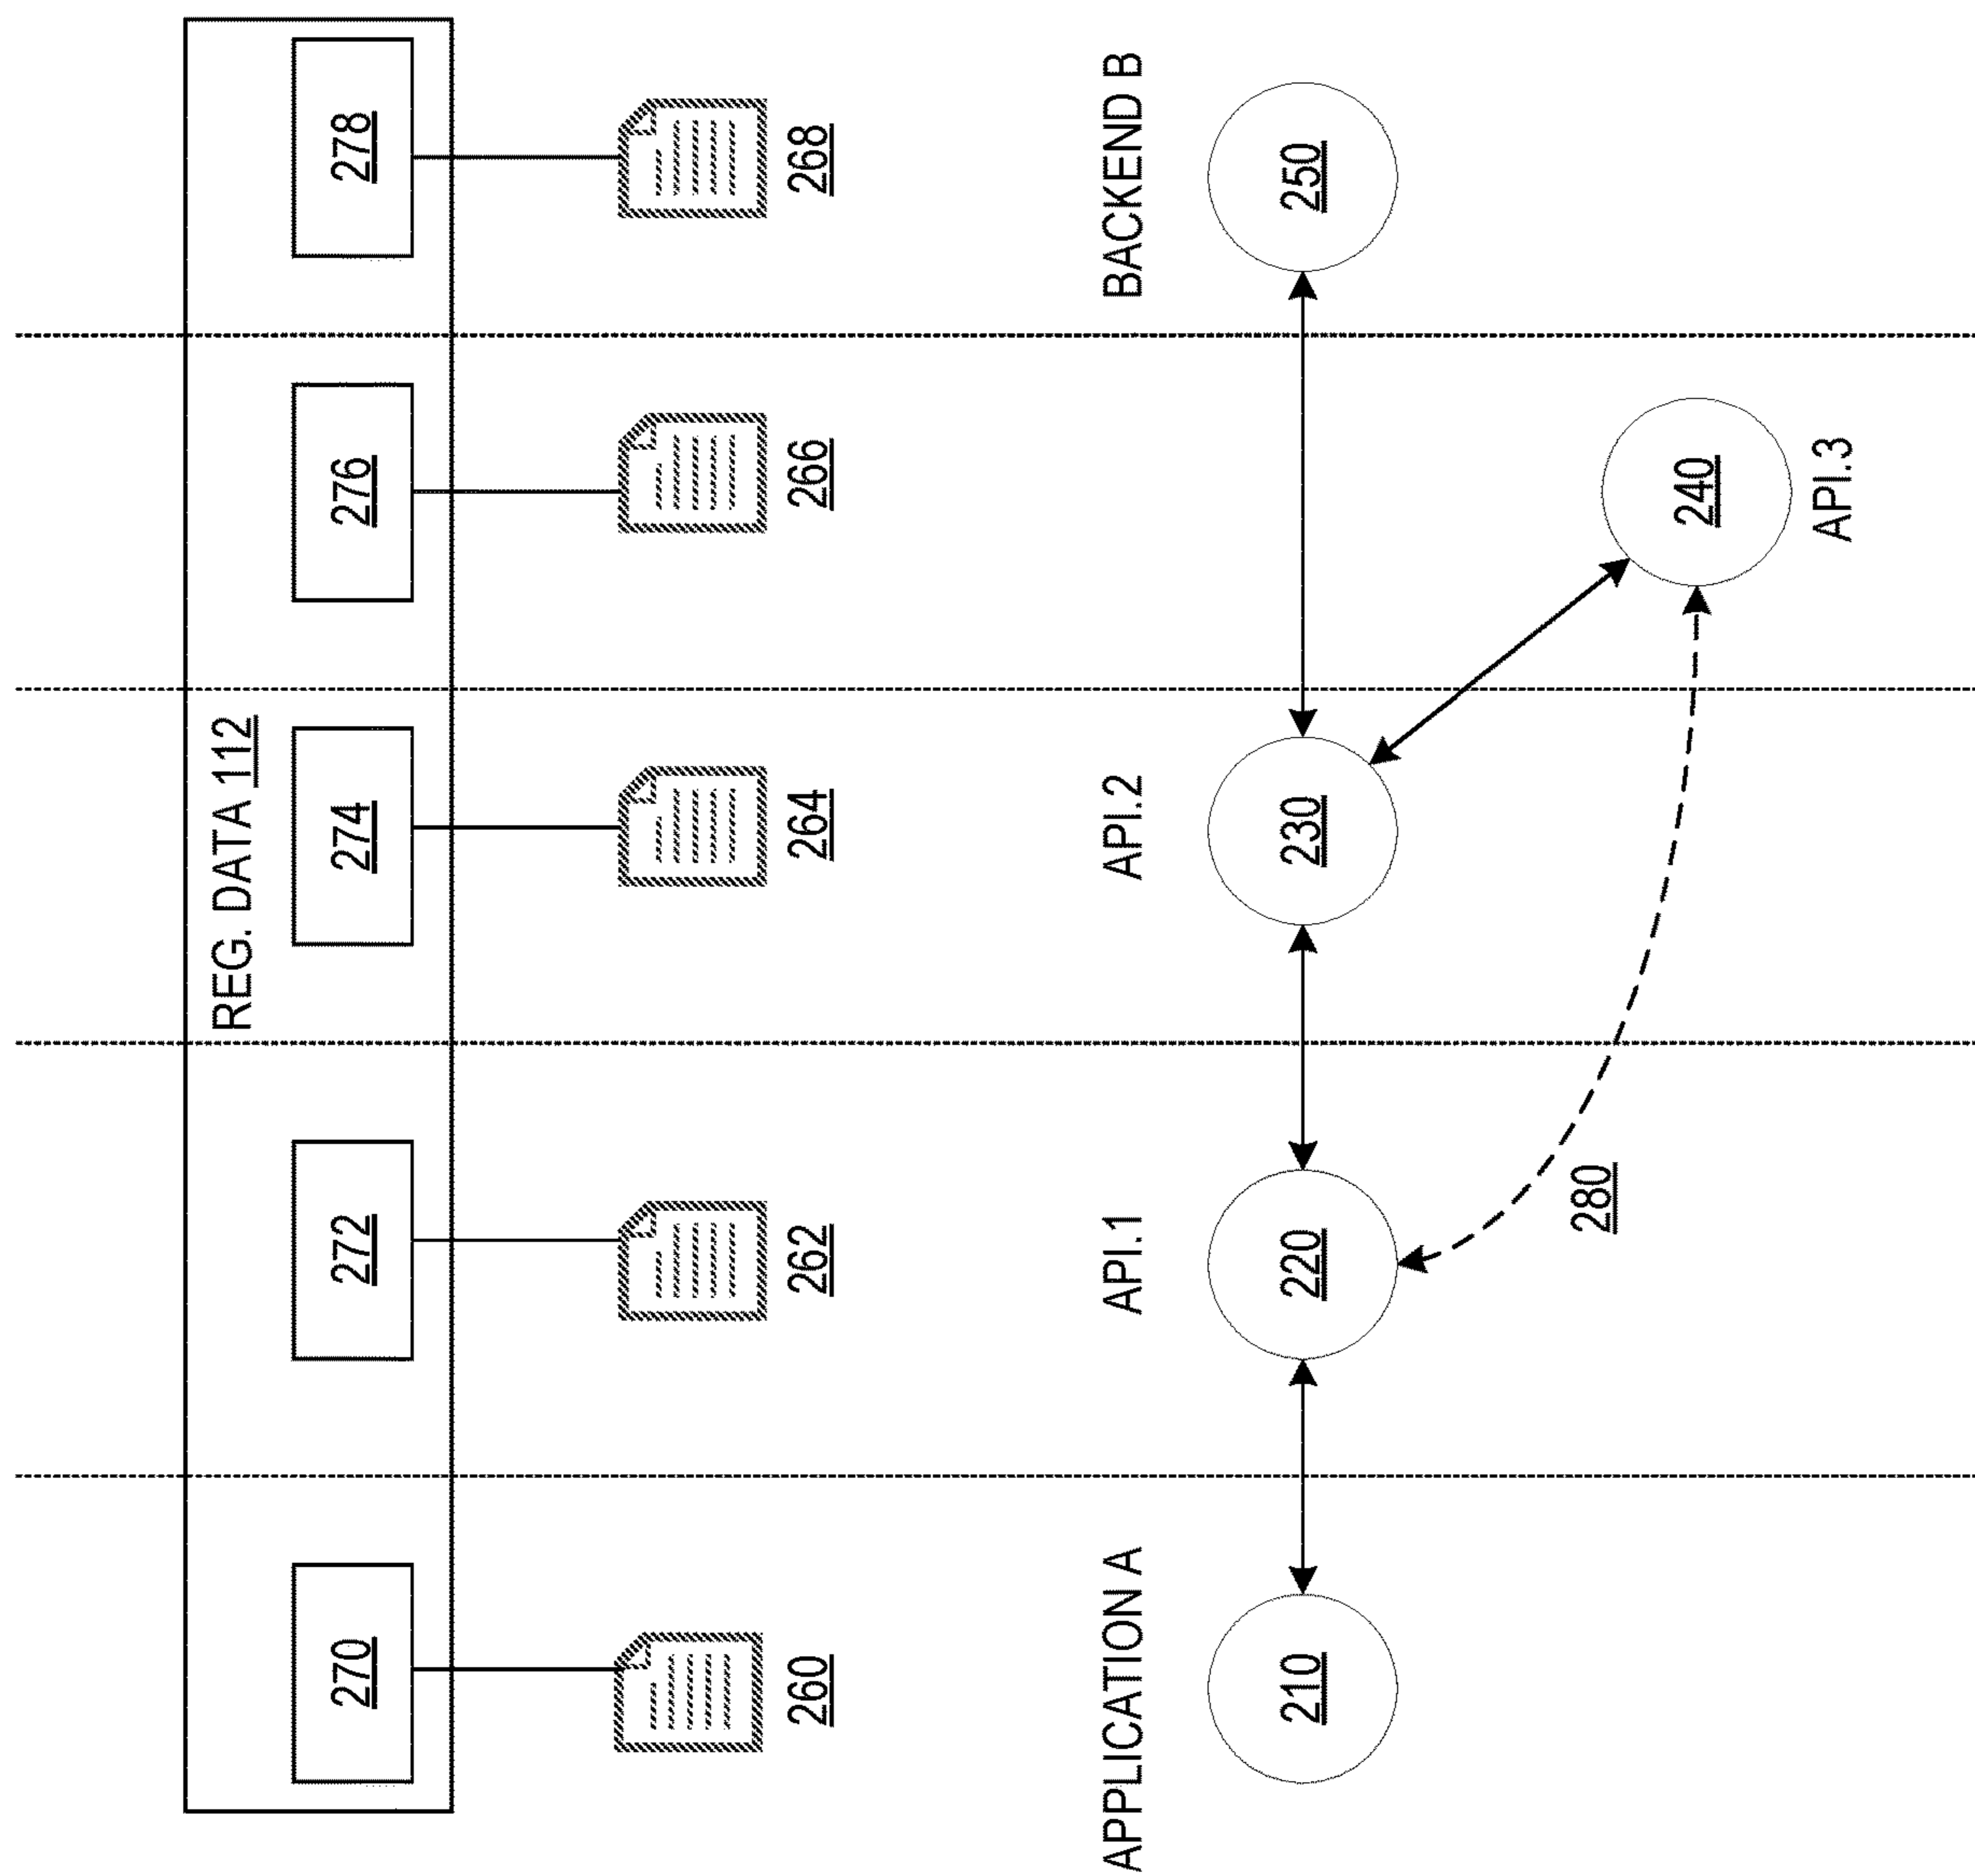 REG. DATA 112
270
272
274
276
278
260
262
264
266
268
APPLICATION A
API.1
API.2
BACKEND B
210
220
230
250
280
240
API.3